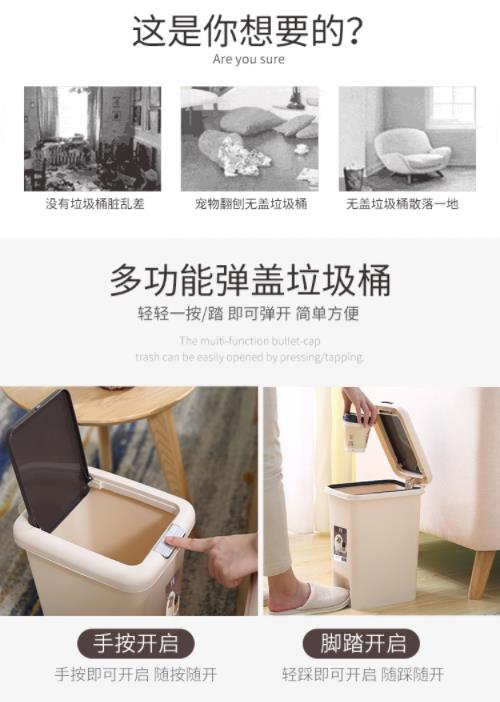 这是你想要的？
Are you sure
没有垃圾桶脏乱差
宠物翻刨无盖垃圾桶
无盖垃圾桶散落一地
多功能弹盖垃圾桶
轻轻一按/踏 即可弹开 简单方便
The multi-function bullet-cap
trash can be easily opened by pressing/tapping.
手按开启
脚踏开启
手按即可开启 随按随开
轻踩即可开启 随踩随开